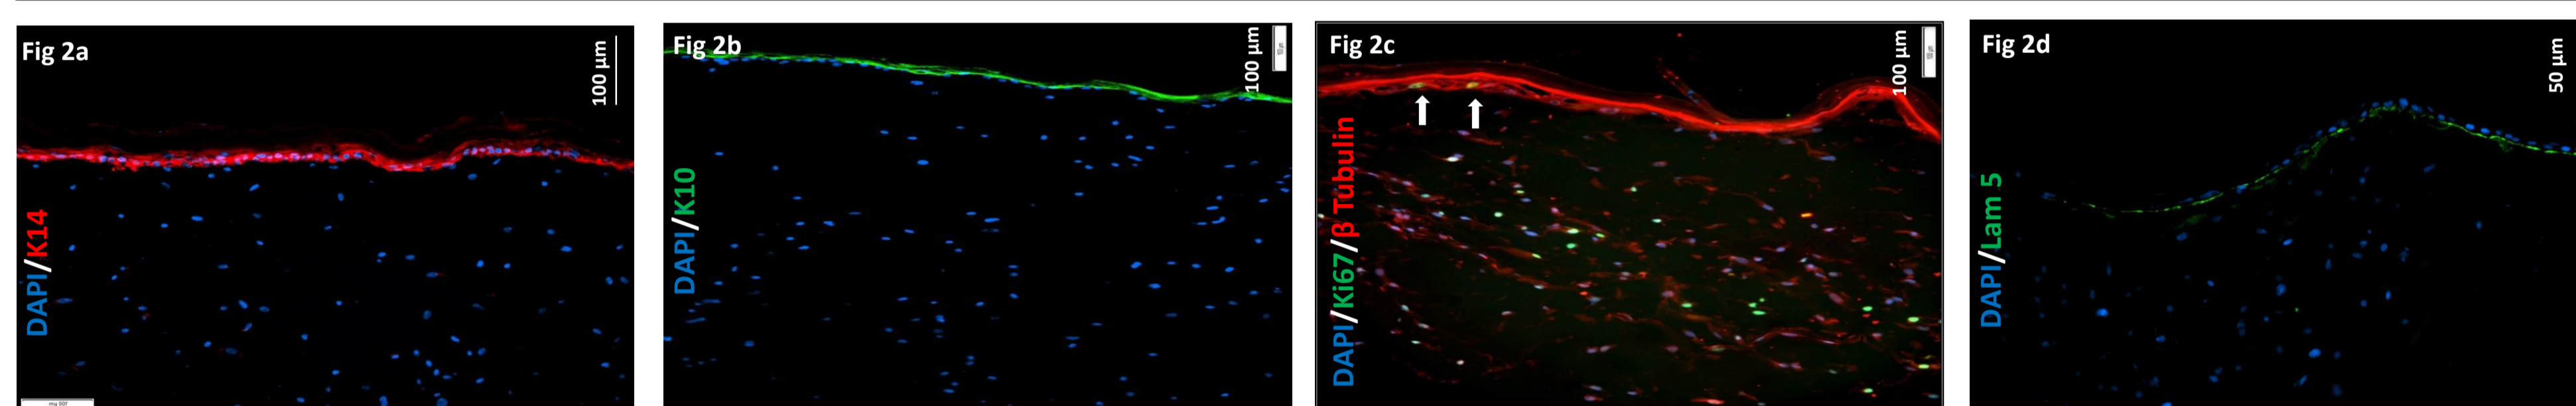 Fig 2a
100 µm
DAPI/K14
Fig 2b
100 µm
DAPI/K10
Fig 2c
100 µm
DAPI/Ki67/β Tubulin
Fig 2d
50 µm
DAPI/Lam 5